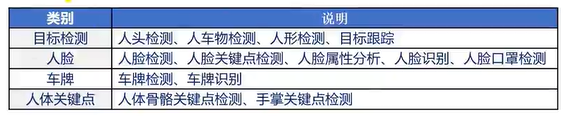 类别 说明
目标检测 人头检测、人车物检测、人形检测、目标跟踪
人脸 人脸检测、人脸关键点检测、人脸属性分析、人脸识别、人脸口罩检测
车牌 车牌检测、车牌识别
人体关键点 人体骨骼关键点检测、手掌关键点检测